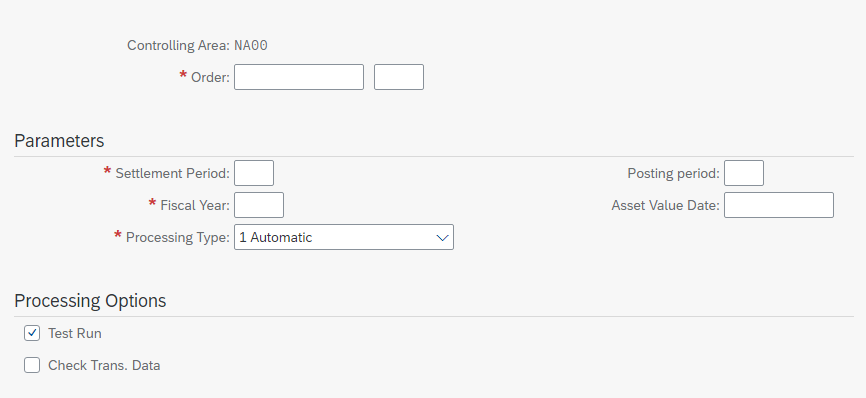 Controlling Area: NA00
* Order:
Parameters
* Settlement Period: Posting period:
* Fiscal Year: Asset Value Date:
* Processing Type: 1 Automatic
Processing Options
Test Run
Check Trans. Data